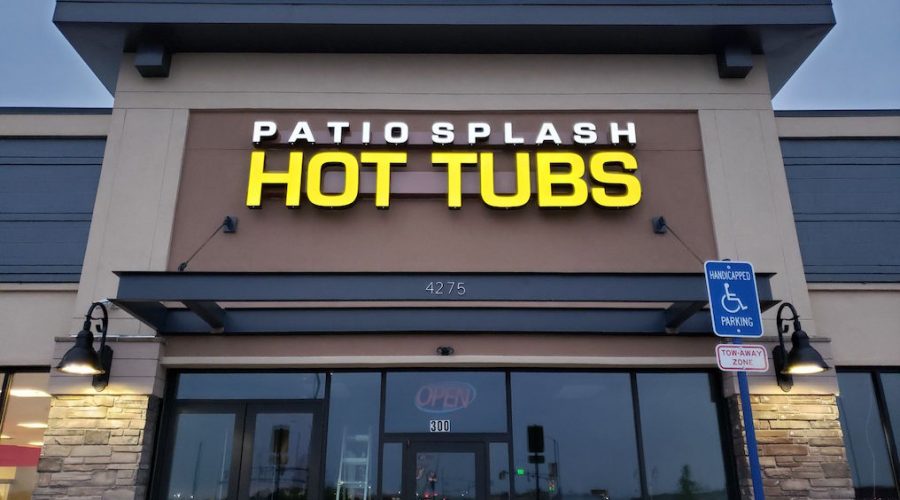 PATIO SPLASH
HOT TUBS
4275
HANDICAPPED
PARKING
TOW-AWAY
ZONE
OPEN
300